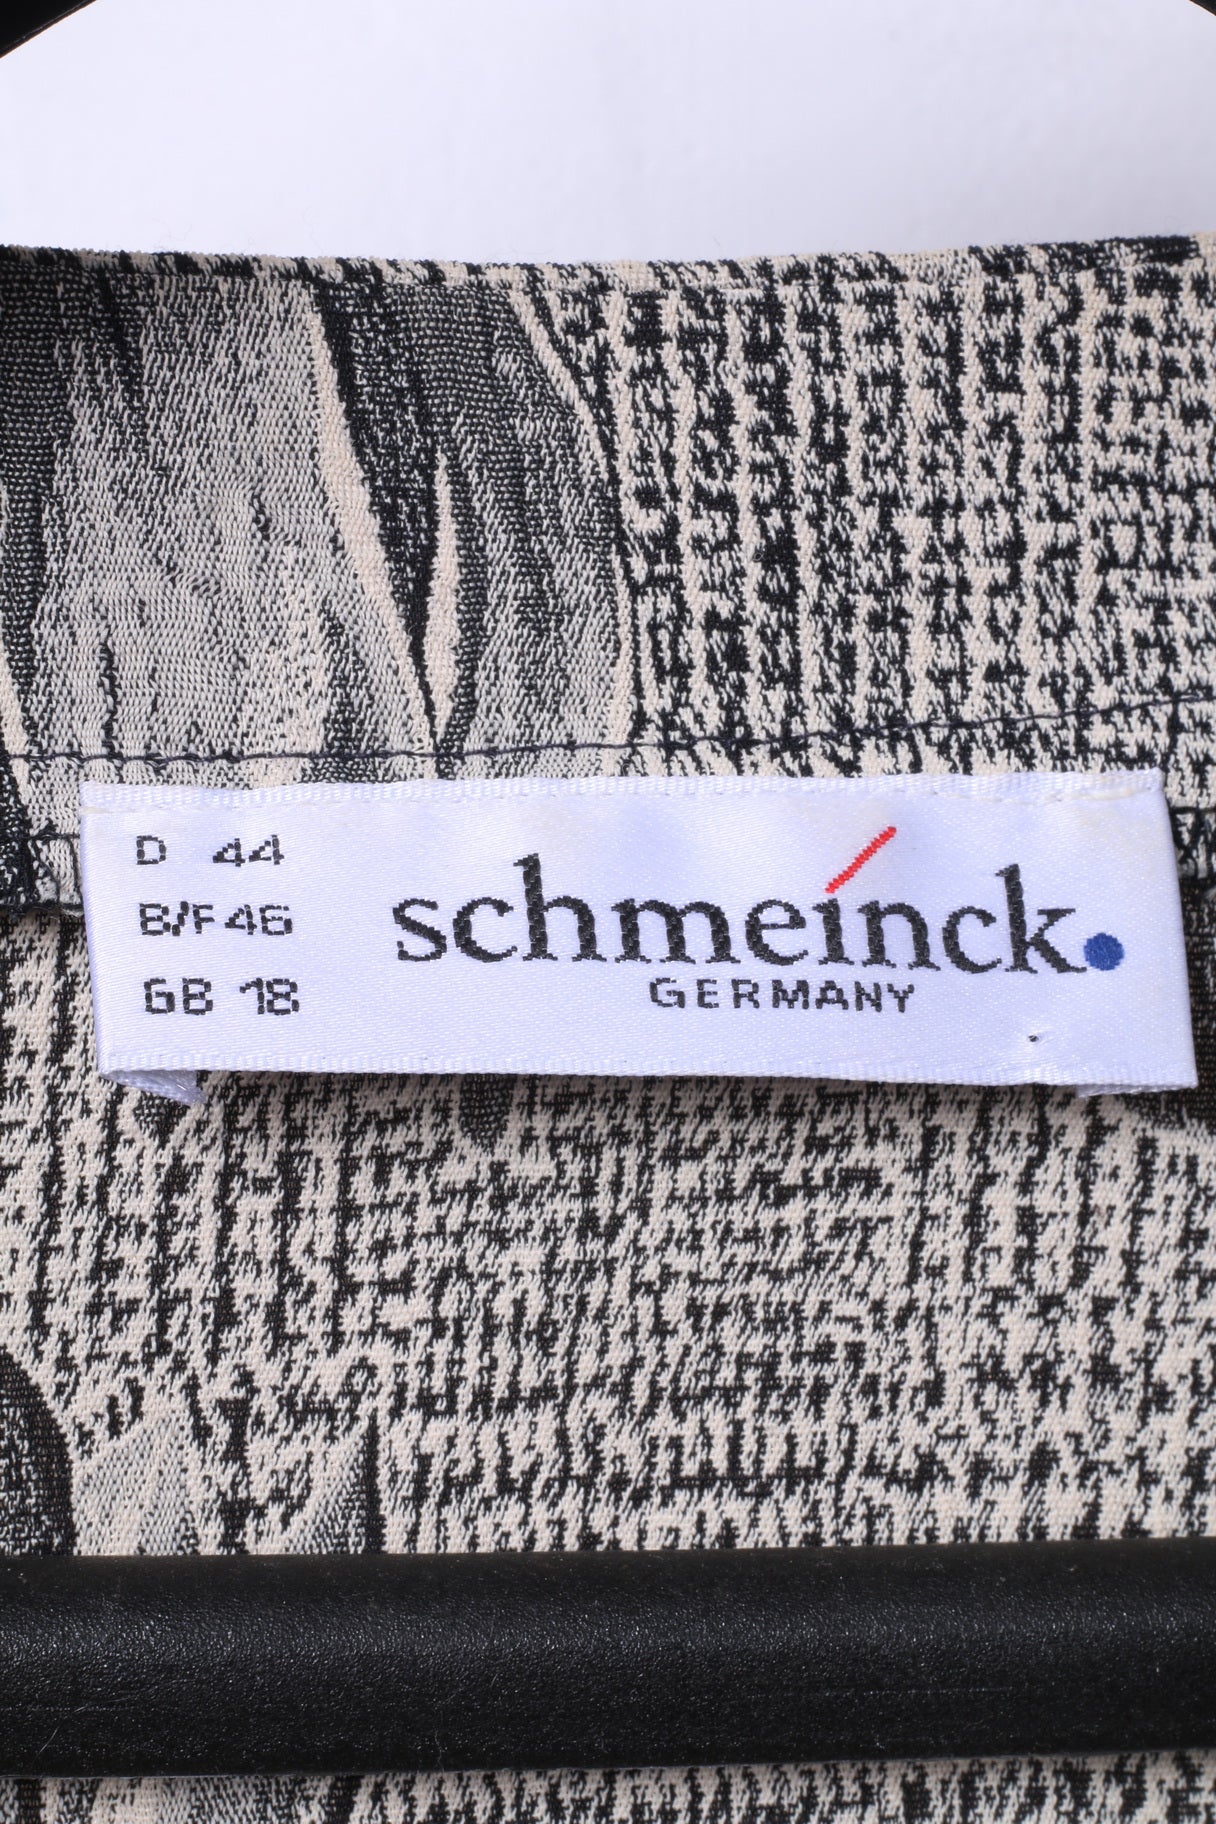 D 44
B/F 46
GB 18
schmeinck.
GERMANY